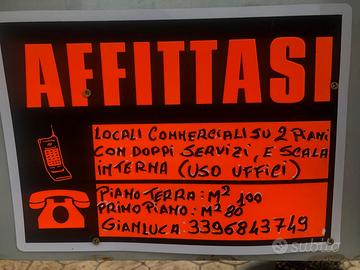 AFFITTASI
LOCALI COMMERCIALI SU 2 PIANI
CON DOPPI SERVIZI, E SCALA
INTERNA (USO UFFICI)
PIANO TERRA: M² 100
PRIMO PIANO: M² 80
GIANLUCA: 3396843749
subito